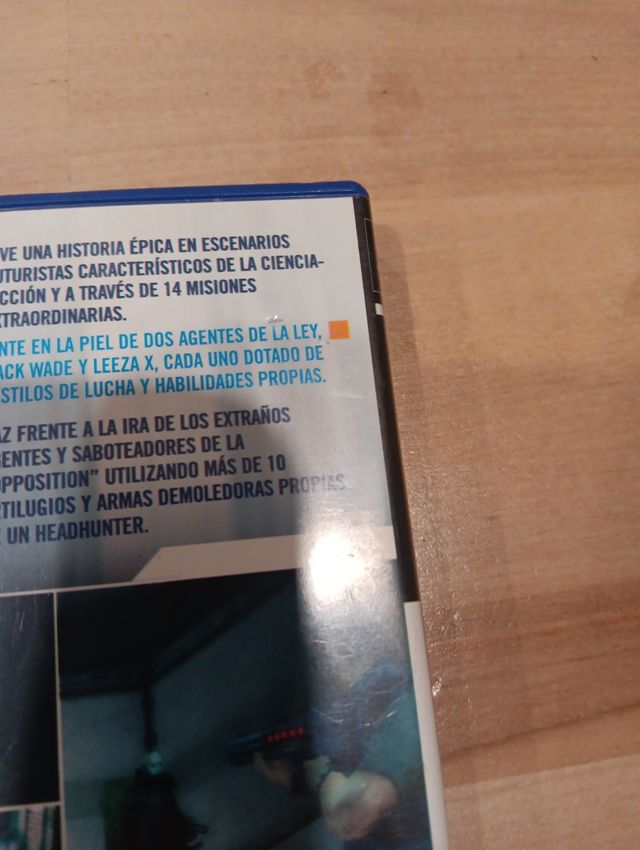 VE UNA HISTORIA ÉPICA EN ESCENARIOS
UTURISTAS CARACTERÍSTICOS DE LA CIENCIA-
CCIÓN Y A TRAVÉS DE 14 MISIONES
XTRAORDINARIAS.
NTE EN LA PIEL DE DOS AGENTES DE LA LEY,
ACK WADE Y LEEZA X, CADA UNO DOTADO DE
STILOS DE LUCHA Y HABILIDADES PROPIAS.
AZ FRENTE A LA IRA DE LOS EXTRAÑOS
GENTES Y SABOTEADORES DE LA
OPPOSITION" UTILIZANDO MÁS DE 10
RTILUGIOS Y ARMAS DEMOLEDORAS PROPIAS
E UN HEADHUNTER.